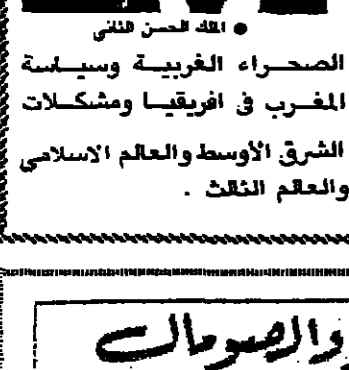 ● الملك الحسن الثاني
الصحراء الغربية وسياسة
المغرب في افريقيا ومشكلات
الشرق الأوسط والعالم الاسلامي
والعالم الثالث .
والصومال